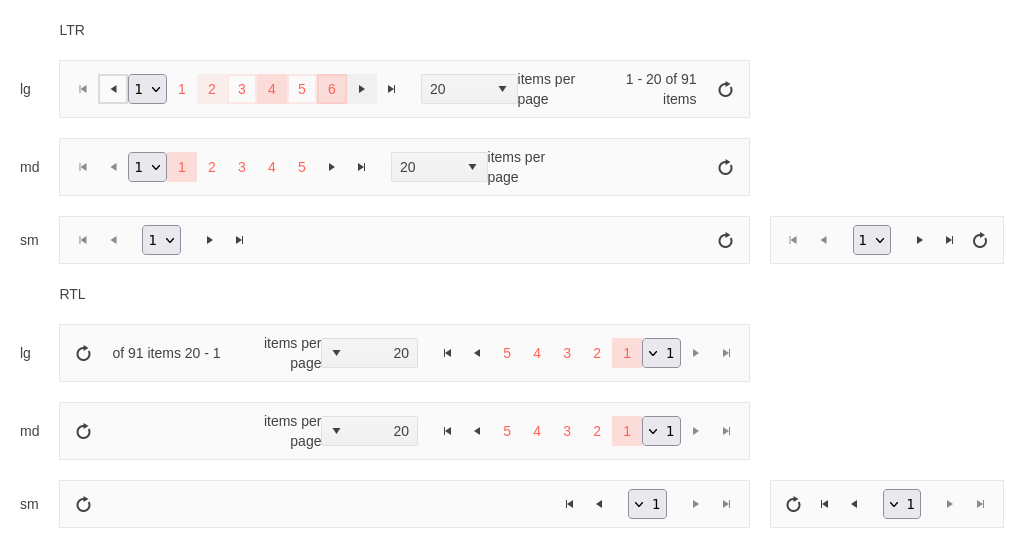 LTR
lg 1 1 2 3 4 5 6 20 items per page 1 - 20 of 91 items
md 1 1 2 3 4 5 20 items per page
sm 1 1
RTL
lg of 91 items 20 - 1 items per page 20 5 4 3 2 1 1
md items per page 20 5 4 3 2 1 1
sm 1 1